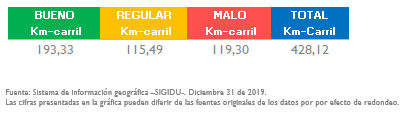 BUENO REGULAR MALO TOTAL
Km-carril Km-carril Km-Carril Km-Carril
193,33 115,49 119,30 428,12
Fuente: Sistema de información geográfica –SIGIDU-. Diciembre 31 de 2019.
Las cifras presentadas en la gráfica pueden diferir de las fuentes originales de los datos por por efecto de redondeo.